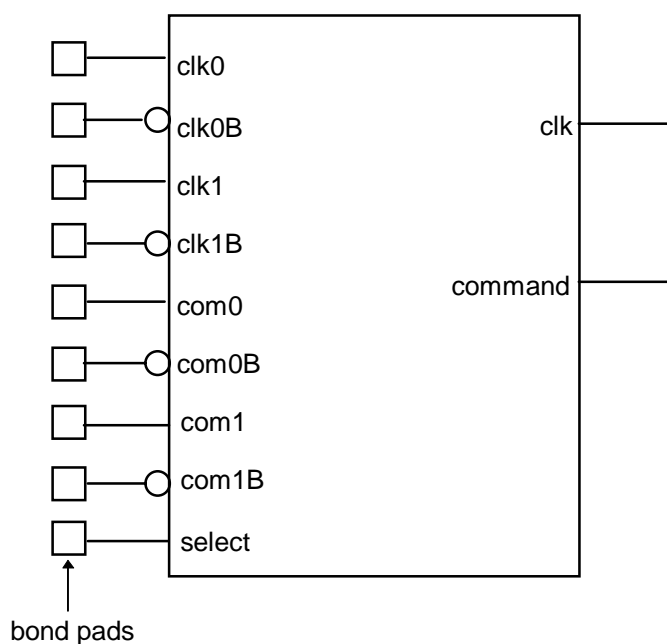 clk0
clk0B
clk
clk1
clk1B
command
com0
com0B
com1
com1B
select
bond pads